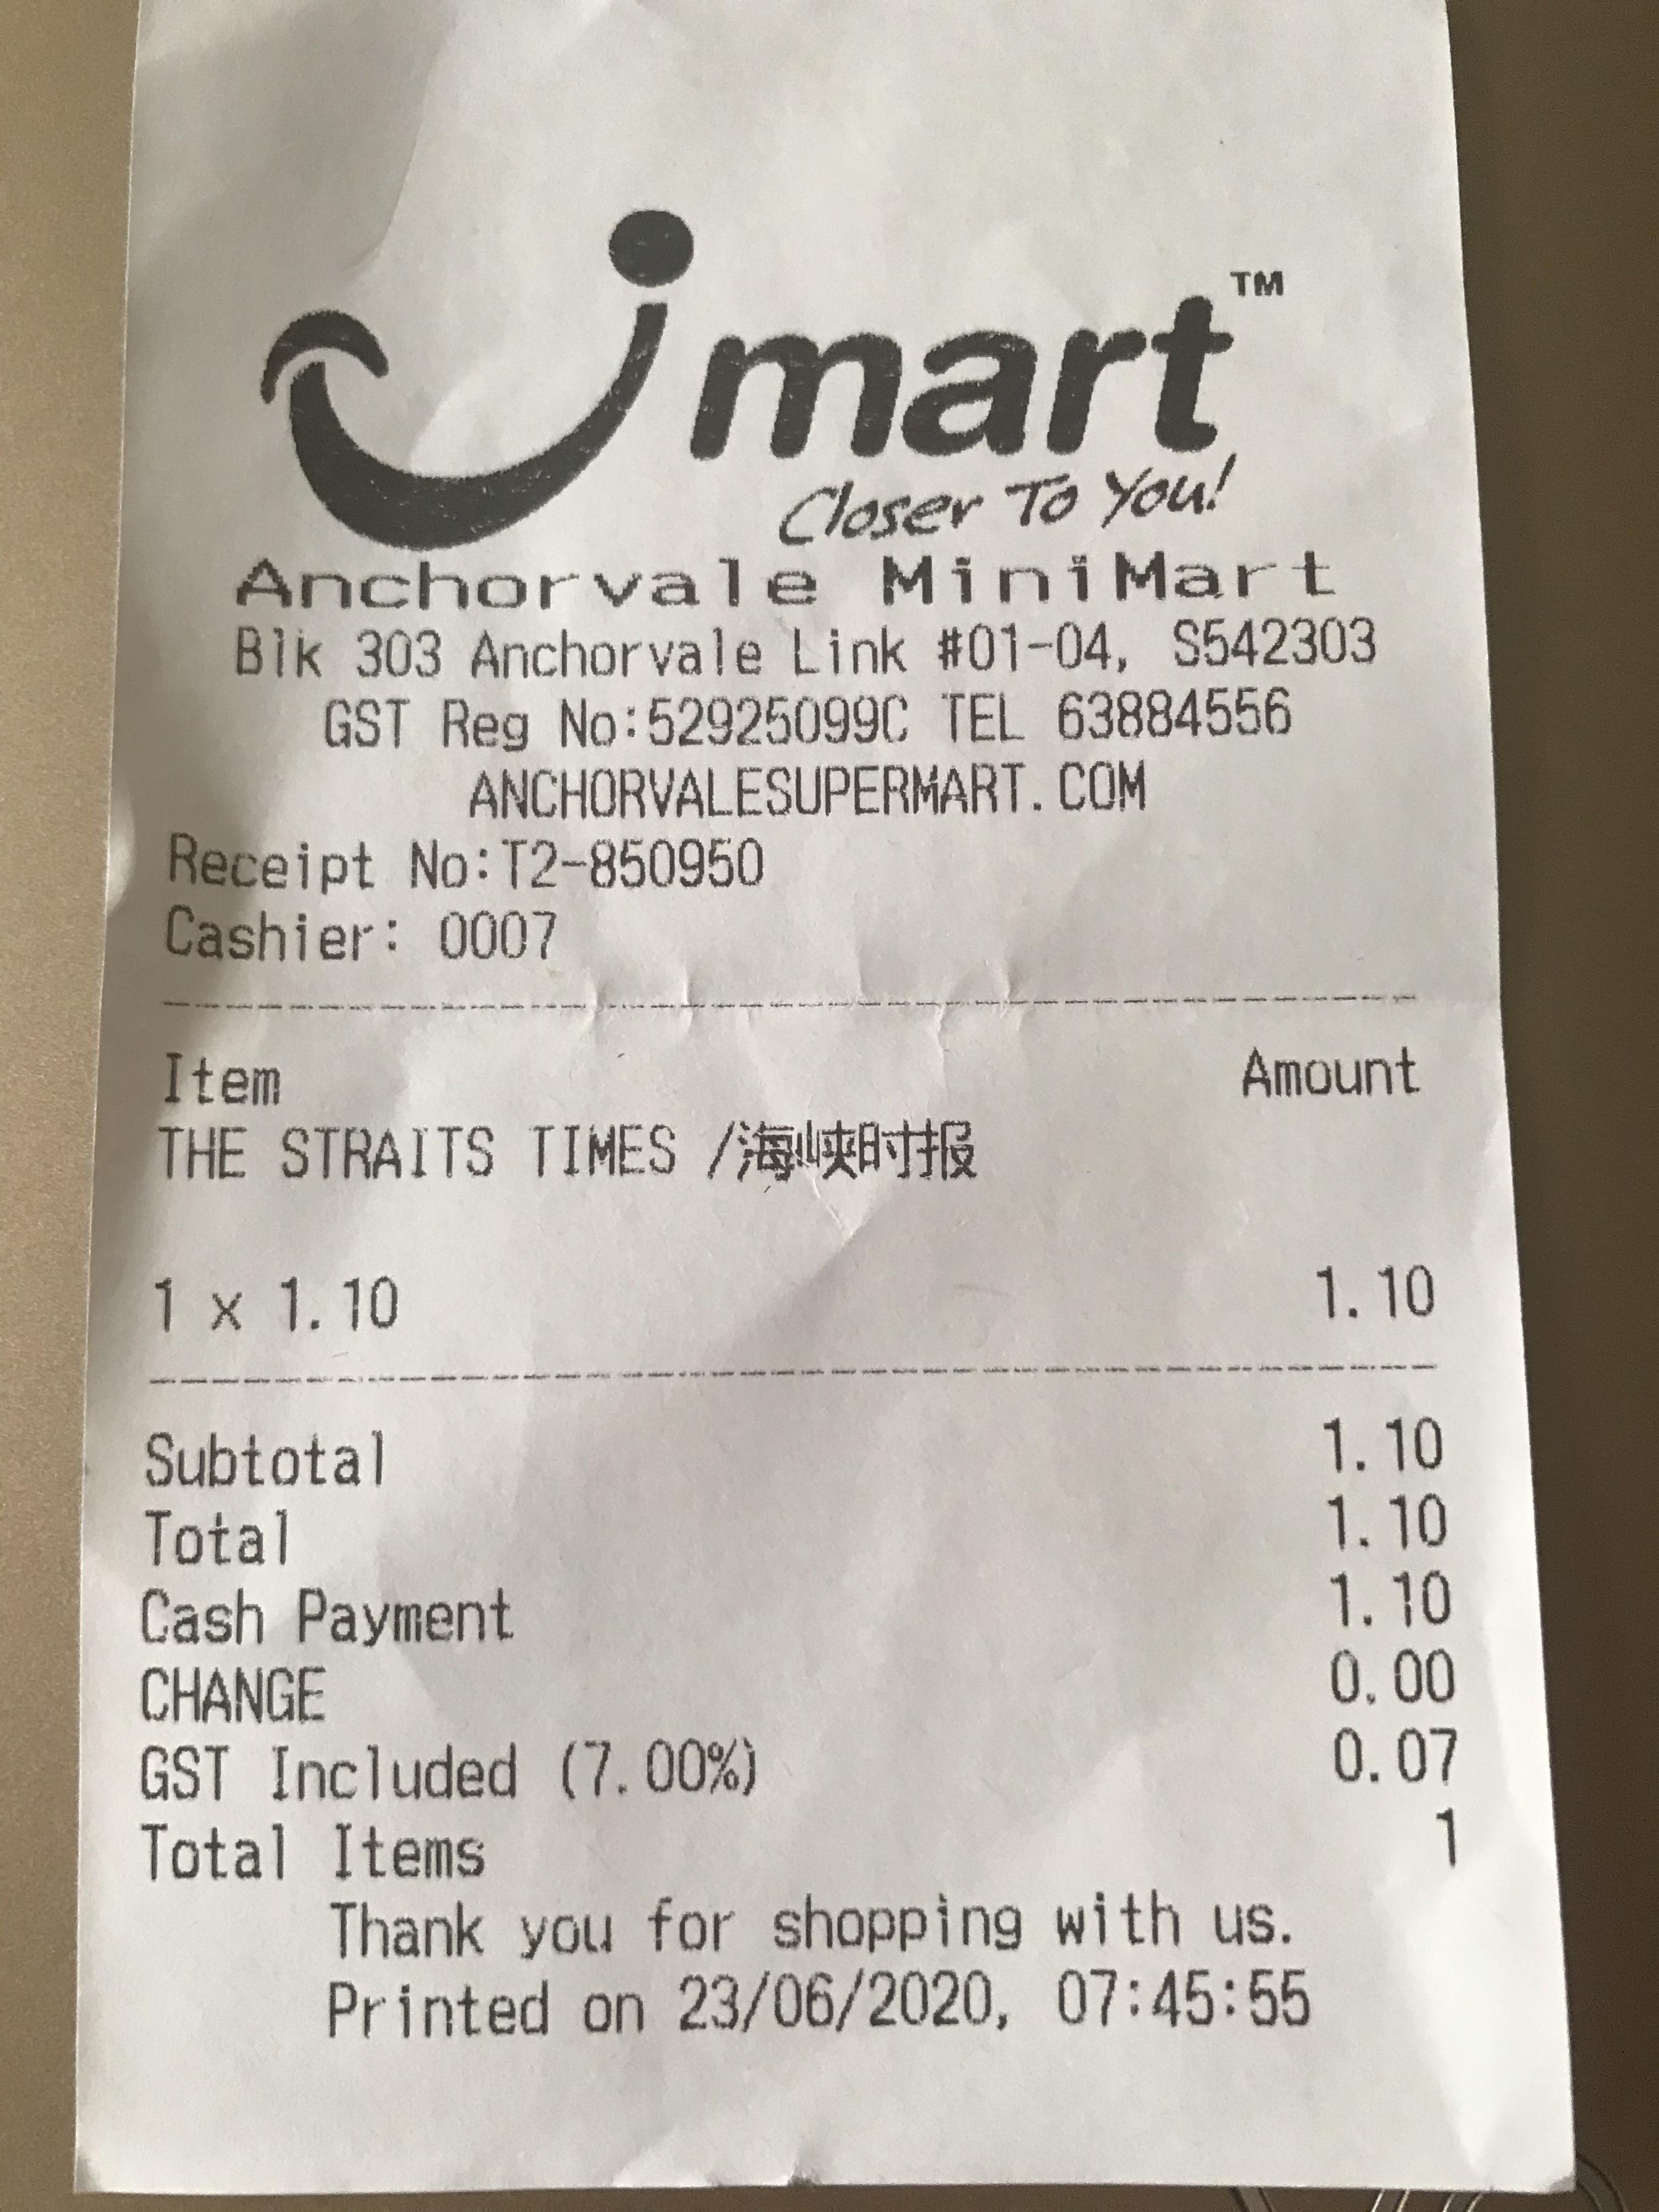 Jmart™
Closer To You!
Anchorvale MiniMart
Blk 303 Anchorvale Link #01-04, S542303
GST Reg No:52925099C TEL 63884556
ANCHORVALESUPERMART.COM
Receipt No:T2-850950
Cashier: 0007
Item Amount
THE STRAITS TIMES /海峡时报
1 x 1.10 1.10
Subtotal 1.10
Total 1.10
Cash Payment 1.10
CHANGE 0.00
GST Included (7.00%) 0.07
Total Items 1
Thank you for shopping with us.
Printed on 23/06/2020, 07:45:55